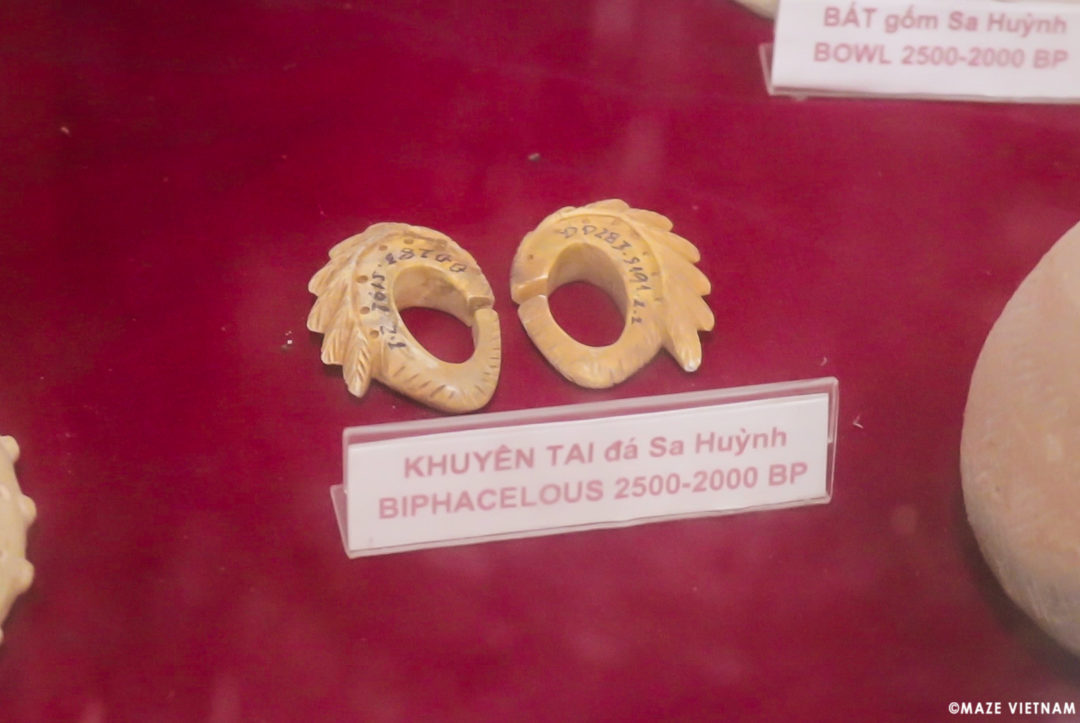 BÁT gốm Sa Huỳnh
BOWL 2500-2000 BP
KHUYÊN TAI đá Sa Huỳnh
BIPHACELOUS 2500-2000 BP
©MAZE VIETNAM